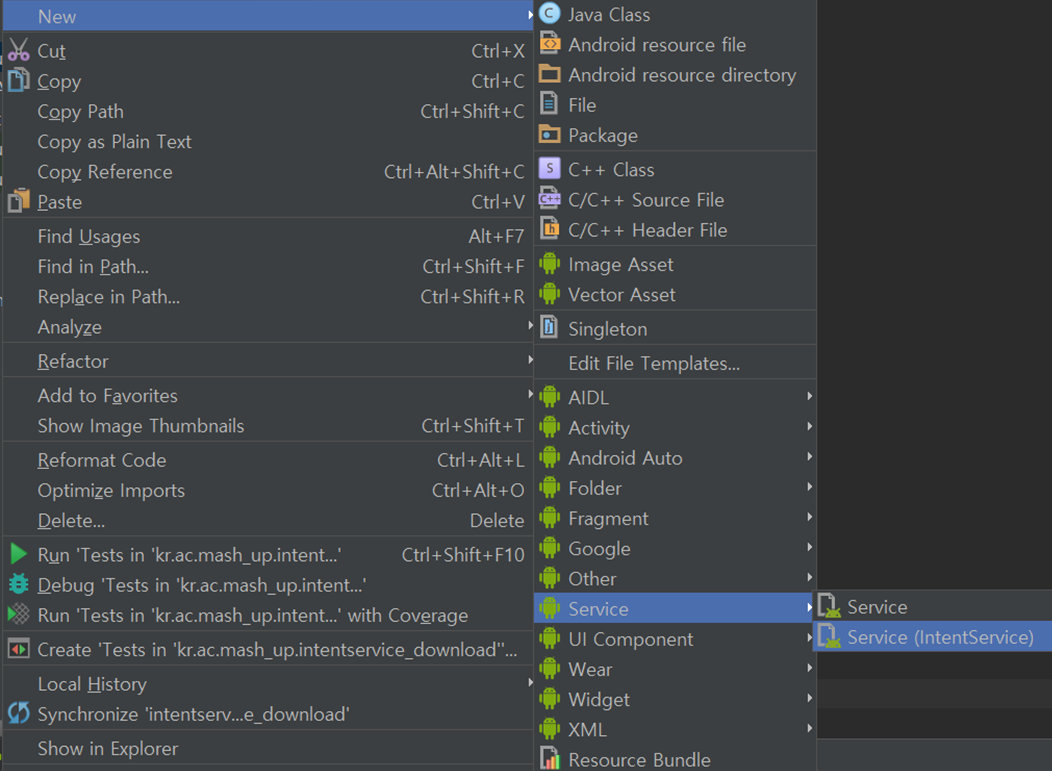 New
Cut Ctrl+X
Copy Ctrl+C
Copy Path Ctrl+Shift+C
Copy as Plain Text
Copy Reference Ctrl+Alt+Shift+C
Paste Ctrl+V
Find Usages Alt+F7
Find in Path... Ctrl+Shift+F
Replace in Path... Ctrl+Shift+R
Analyze
Refactor
Add to Favorites
Show Image Thumbnails Ctrl+Shift+T
Reformat Code Ctrl+Alt+L
Optimize Imports Ctrl+Alt+O
Delete... Delete
Run 'Tests in 'kr.ac.mash_up.intent...' Ctrl+Shift+F10
Debug 'Tests in 'kr.ac.mash_up.intent...'
Run 'Tests in 'kr.ac.mash_up.intent...' with Coverage
Create 'Tests in 'kr.ac.mash_up.intentservice_download''...
Local History
Synchronize 'intentserv...e_download'
Show in Explorer
Java Class
Android resource file
Android resource directory
File
Package
C++ Class
C/C++ Source File
C/C++ Header File
Image Asset
Vector Asset
Singleton
Edit File Templates...
AIDL
Activity
Android Auto
Folder
Fragment
Google
Other
Service
UI Component
Wear
Widget
XML
Resource Bundle
Service
Service (IntentService)